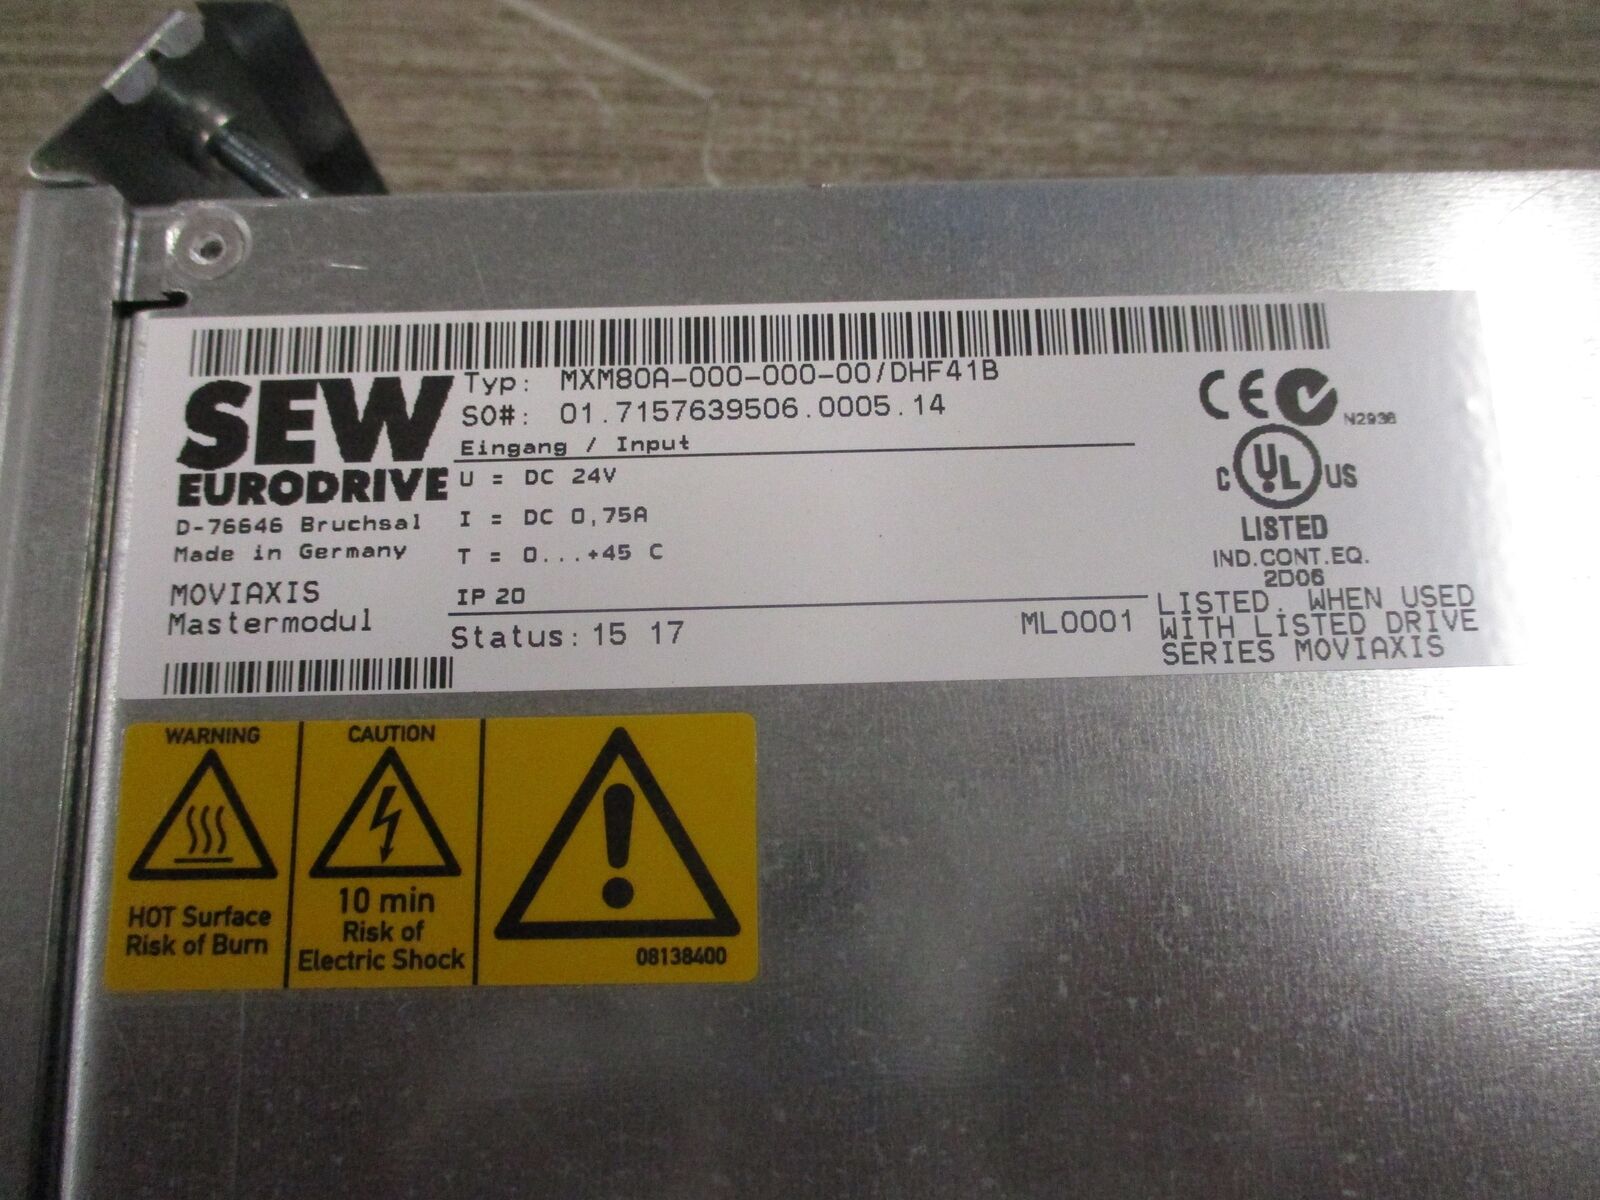 SEW
EURODRIVE
D-76646 Bruchsal
Made in Germany
MOVIAXIS
Mastermodul
Typ: MXM80A-000-000-00/DHF41B
SO#: 01.7157639506.0005.14
Eingang / Input
U = DC 24V
I = DC 0,75A
T = 0...+45 C
IP 20
Status: 15 17
ML0001
CE
N2936
C UL US
LISTED
IND.CONT.EQ.
2D06
LISTED. WHEN USED
WITH LISTED DRIVE
SERIES MOVIAXIS
WARNING
HOT Surface
Risk of Burn
CAUTION
10 min
Risk of
Electric Shock
08138400